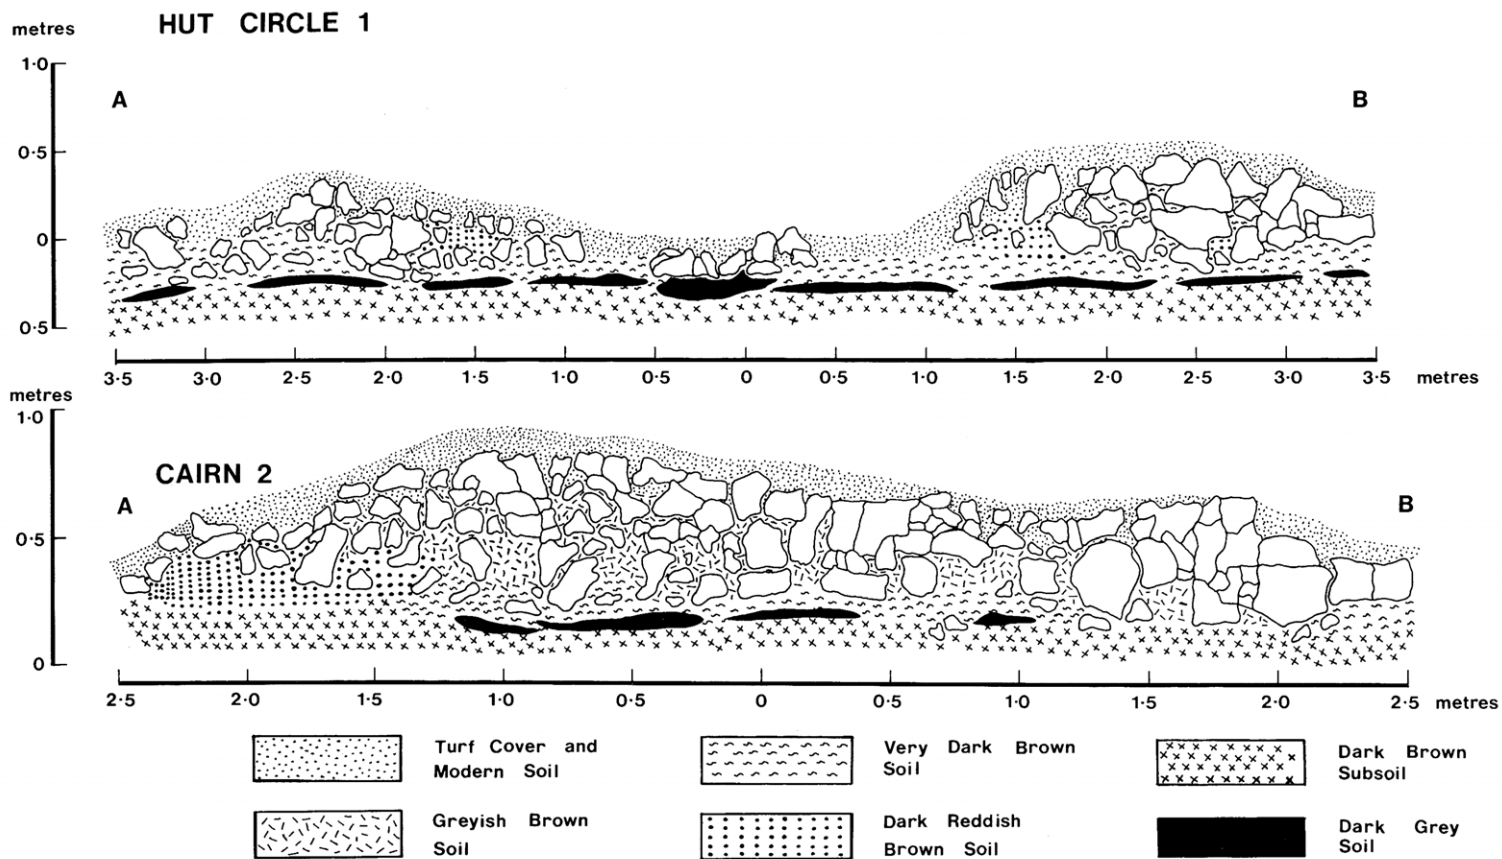 HUT CIRCLE 1
metres
1·0
A
B
0·5
0
0·5
3·5 3·0 2·5 2·0 1·5 1·0 0·5 0 0·5 1·0 1·5 2·0 2·5 3·0 3·5 metres
metres
1·0
CAIRN 2
A
B
0·5
0
2·5 2·0 1·5 1·0 0·5 0 0·5 1·0 1·5 2·0 2·5 metres
Turf Cover and
Modern Soil
Very Dark Brown
Soil
Dark Brown
Subsoil
Greyish Brown
Soil
Dark Reddish
Brown Soil
Dark Grey
Soil